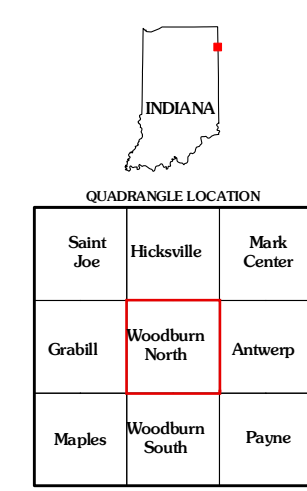 INDIANA
QUADRANGLE LOCATION
Saint
Joe
Hicksville
Mark
Center
Grabill
Woodburn
North
Antwerp
Maples
Woodburn
South
Payne